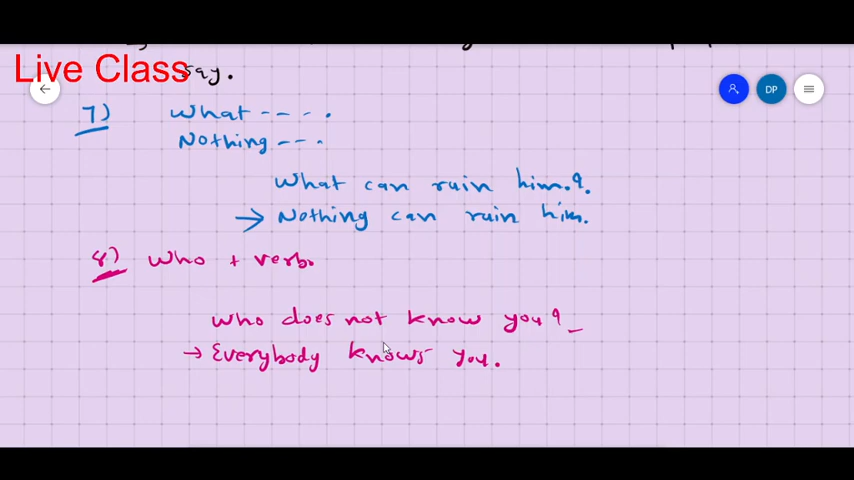 Live Class
say.
DP
7) What ---.
Nothing ---
What can ruin him.?.
→ Nothing can ruin him.
8) Who + verb.
Who does not know you?
→ Everybody knows you.